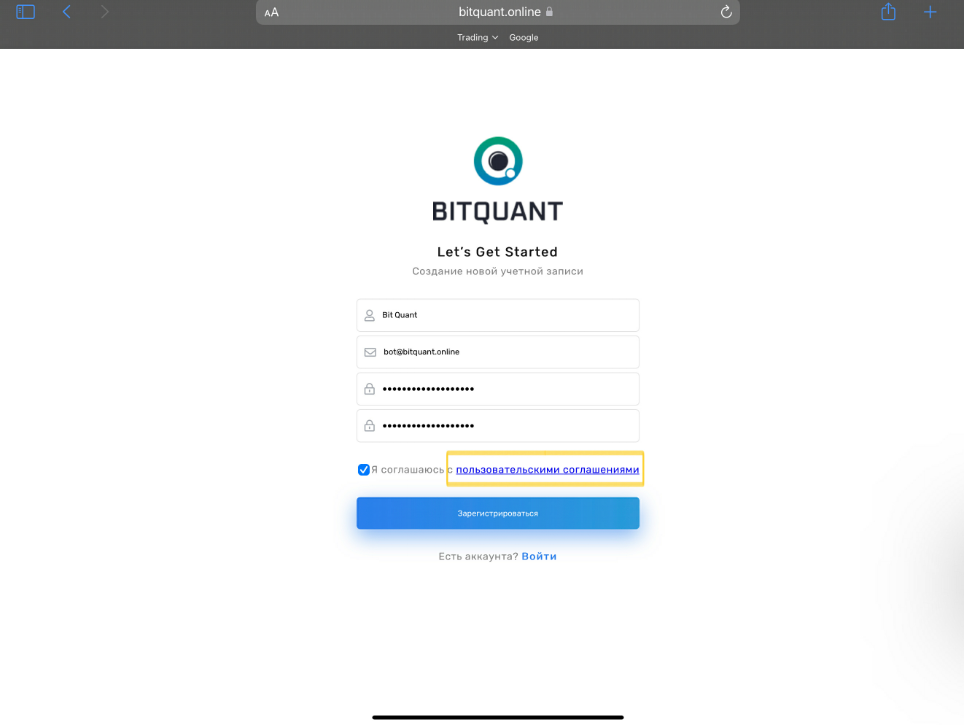 AA
bitquant.online
Trading
Google
BITQUANT
Let's Get Started
Создание новой учетной записи
Bit Quant
bot@bitquant.online
•••••••••••••••••••
•••••••••••••••••••
Я соглашаюсь с пользовательскими соглашениями
Зарегистрироваться
Есть аккаунта? Войти